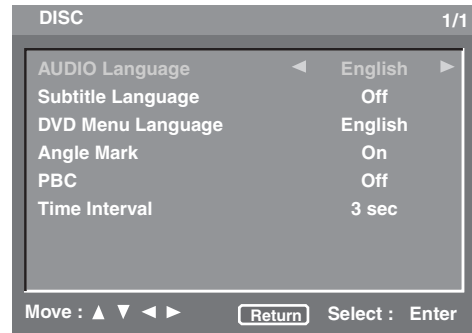 DISC 1/1
AUDIO Language ◄ English ►
Subtitle Language Off
DVD Menu Language English
Angle Mark On
PBC Off
Time Interval 3 sec
Move : ▲ ▼ ◄ ► Return Select : Enter